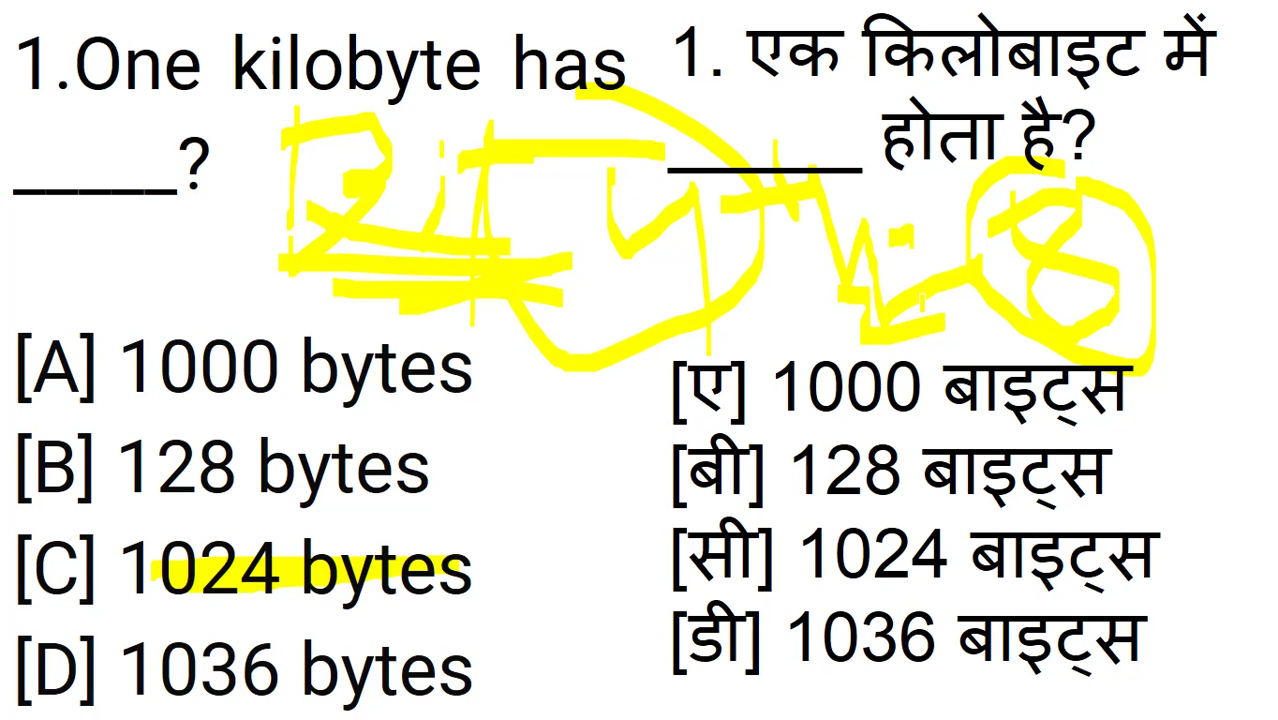 1.One kilobyte has
_____?
[A] 1000 bytes
[B] 128 bytes
[C] 1024 bytes
[D] 1036 bytes
1. एक किलोबाइट में
______ होता है?
[ए] 1000 बाइट्स
[बी] 128 बाइट्स
[सी] 1024 बाइट्स
[डी] 1036 बाइट्स